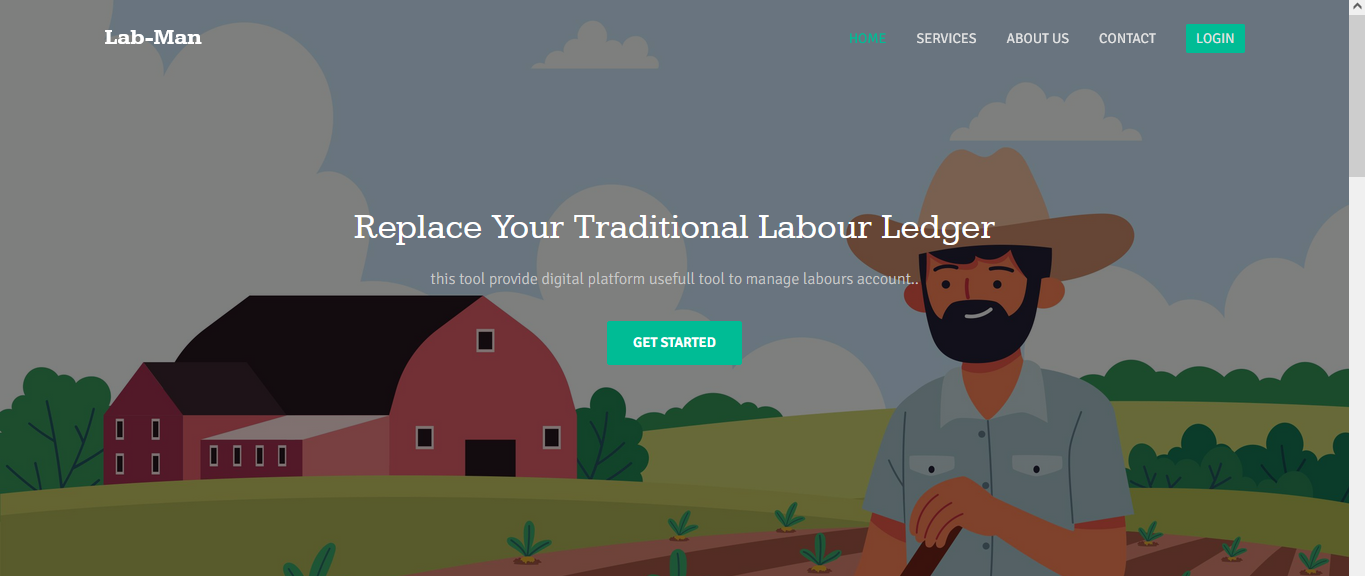 Lab-Man
HOME SERVICES ABOUT US CONTACT LOGIN
Replace Your Traditional Labour Ledger
this tool provide digital platform usefull tool to manage labours account..
GET STARTED